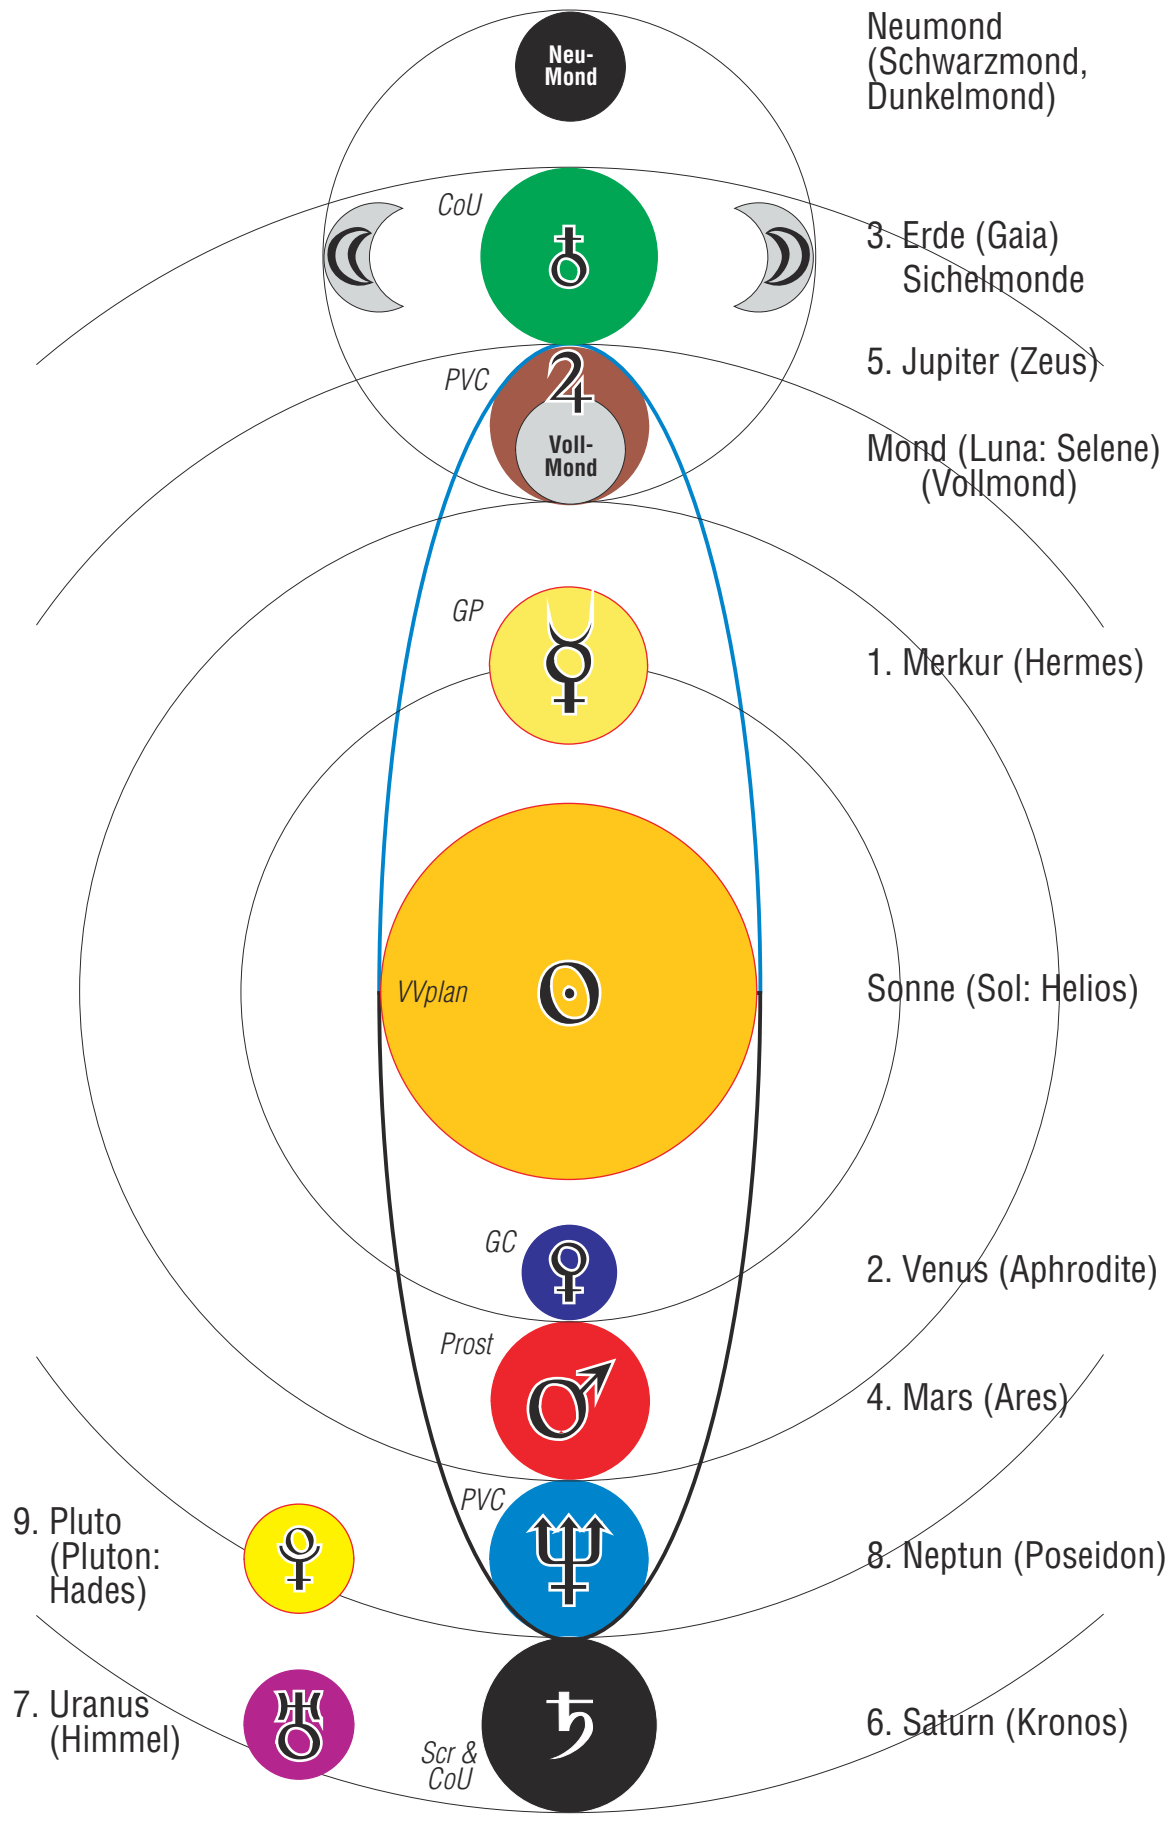 Neu-
Mond
Neumond
(Schwarzmond,
Dunkelmond)
CoU
3. Erde (Gaia)
Sichelmonde
5. Jupiter (Zeus)
PVC
Voll-
Mond
Mond (Luna: Selene)
(Vollmond)
GP
1. Merkur (Hermes)
VVplan
Sonne (Sol: Helios)
GC
2. Venus (Aphrodite)
Prost
4. Mars (Ares)
PVC
9. Pluto
(Pluton:
Hades)
8. Neptun (Poseidon)
7. Uranus
(Himmel)
Scr &
CoU
6. Saturn (Kronos)